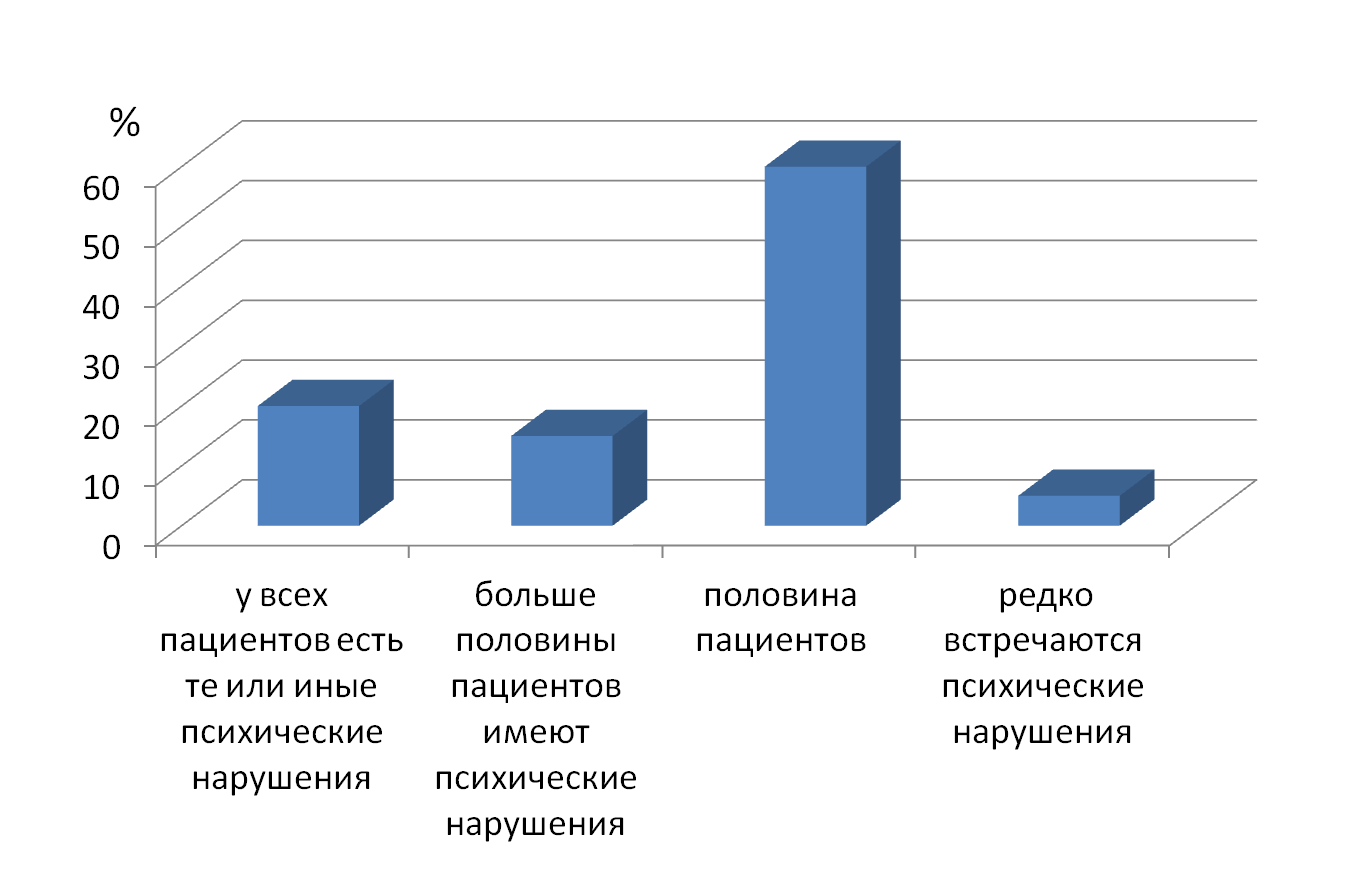 %
60
50
40
30
20
10
0
у всех
пациентов есть
те или иные
психические
нарушения
больше
половины
пациентов
имеют
психические
нарушения
половина
пациентов
редко
встречаются
психические
нарушения